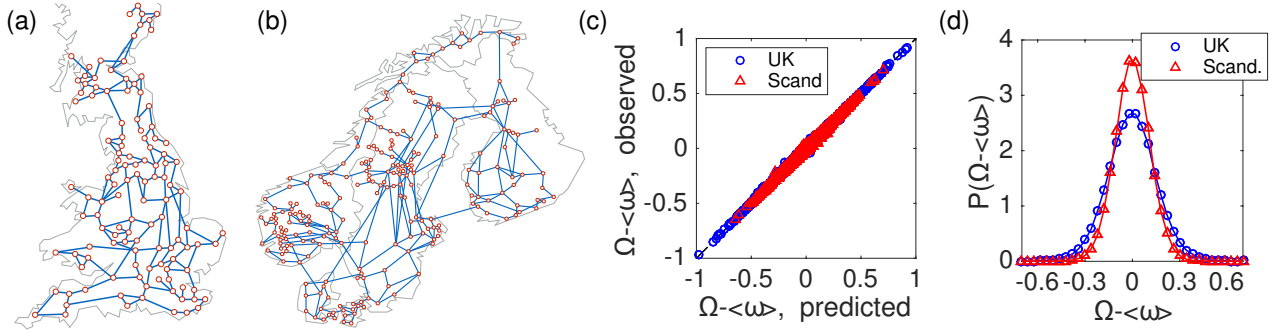 (a)
(b)
(c)
Ω-<ω>, observed
1
0.5
0
-0.5
-1
UK
Scand
-1 -0.5 0 0.5 1
Ω-<ω>, predicted
(d)
P(Ω-<ω>)
4
3
2
1
0
UK
Scand.
-0.6 -0.3 0 0.3 0.6
Ω-<ω>